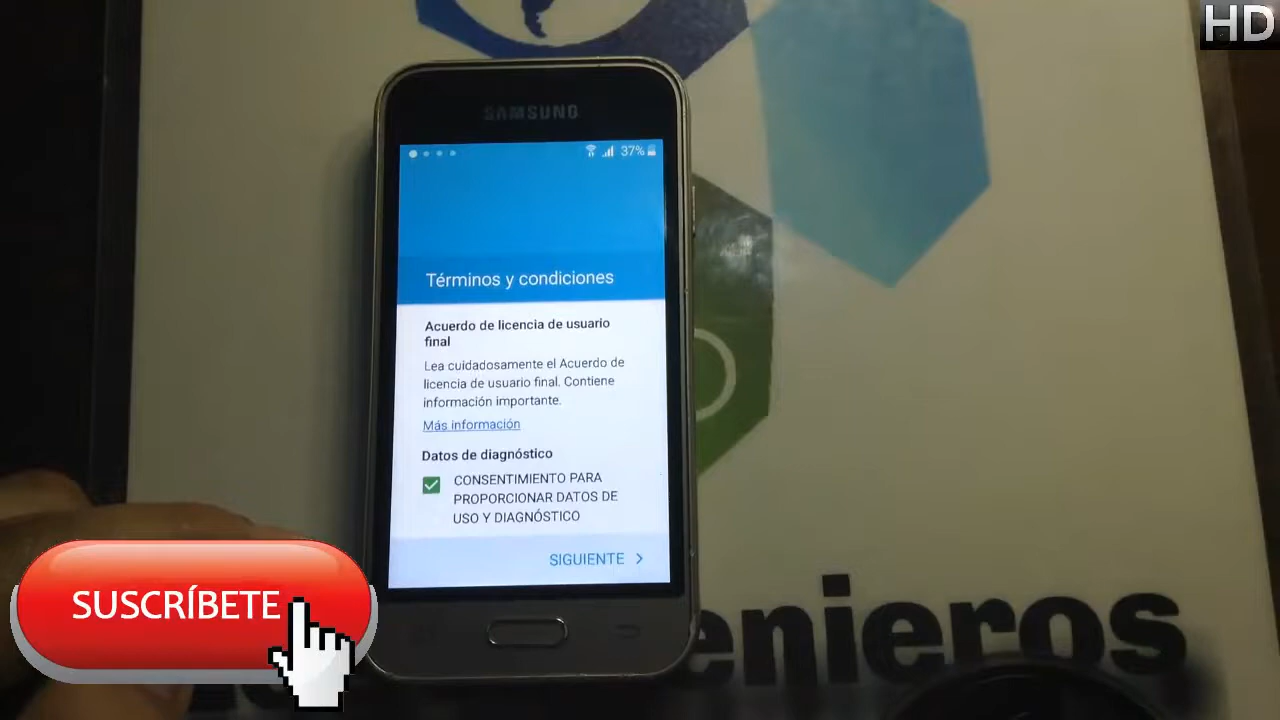 HD
SAMSUNG
37%
Términos y condiciones
Acuerdo de licencia de usuario
final
Lea cuidadosamente el Acuerdo de
licencia de usuario final. Contiene
información importante.
Más información
Datos de diagnóstico
CONSENTIMIENTO PARA
PROPORCIONAR DATOS DE
USO Y DIAGNÓSTICO
SIGUIENTE >
SUSCRÍBETE
enieros